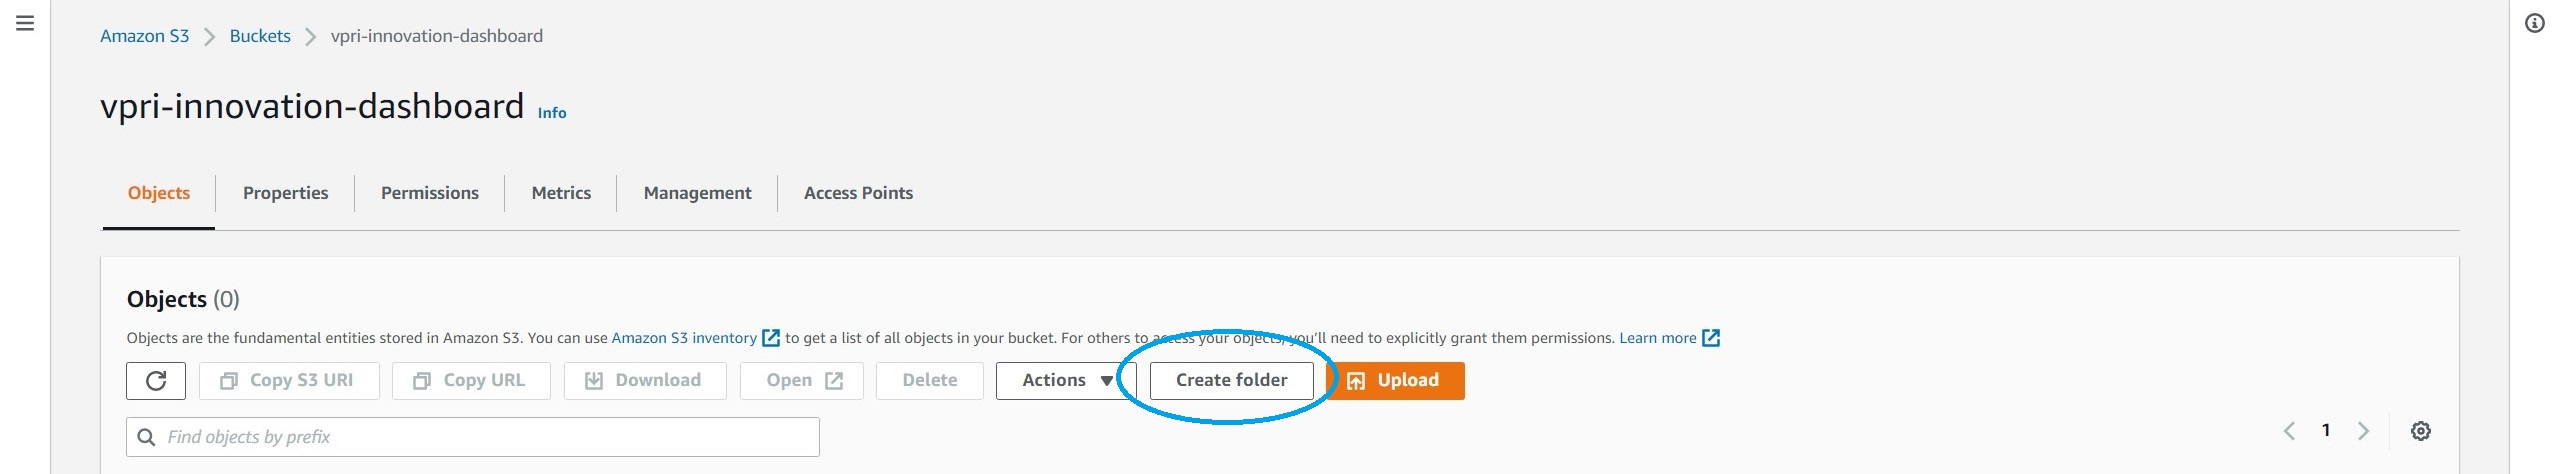 Amazon S3 > Buckets > vpri-innovation-dashboard
vpri-innovation-dashboard Info
Objects Properties Permissions Metrics Management Access Points
Objects (0)
Objects are the fundamental entities stored in Amazon S3. You can use Amazon S3 inventory to get a list of all objects in your bucket. For others to access your objects, you'll need to explicitly grant them permissions. Learn more
Copy S3 URI Copy URL Download Open Delete Actions Create folder Upload
Find objects by prefix 1